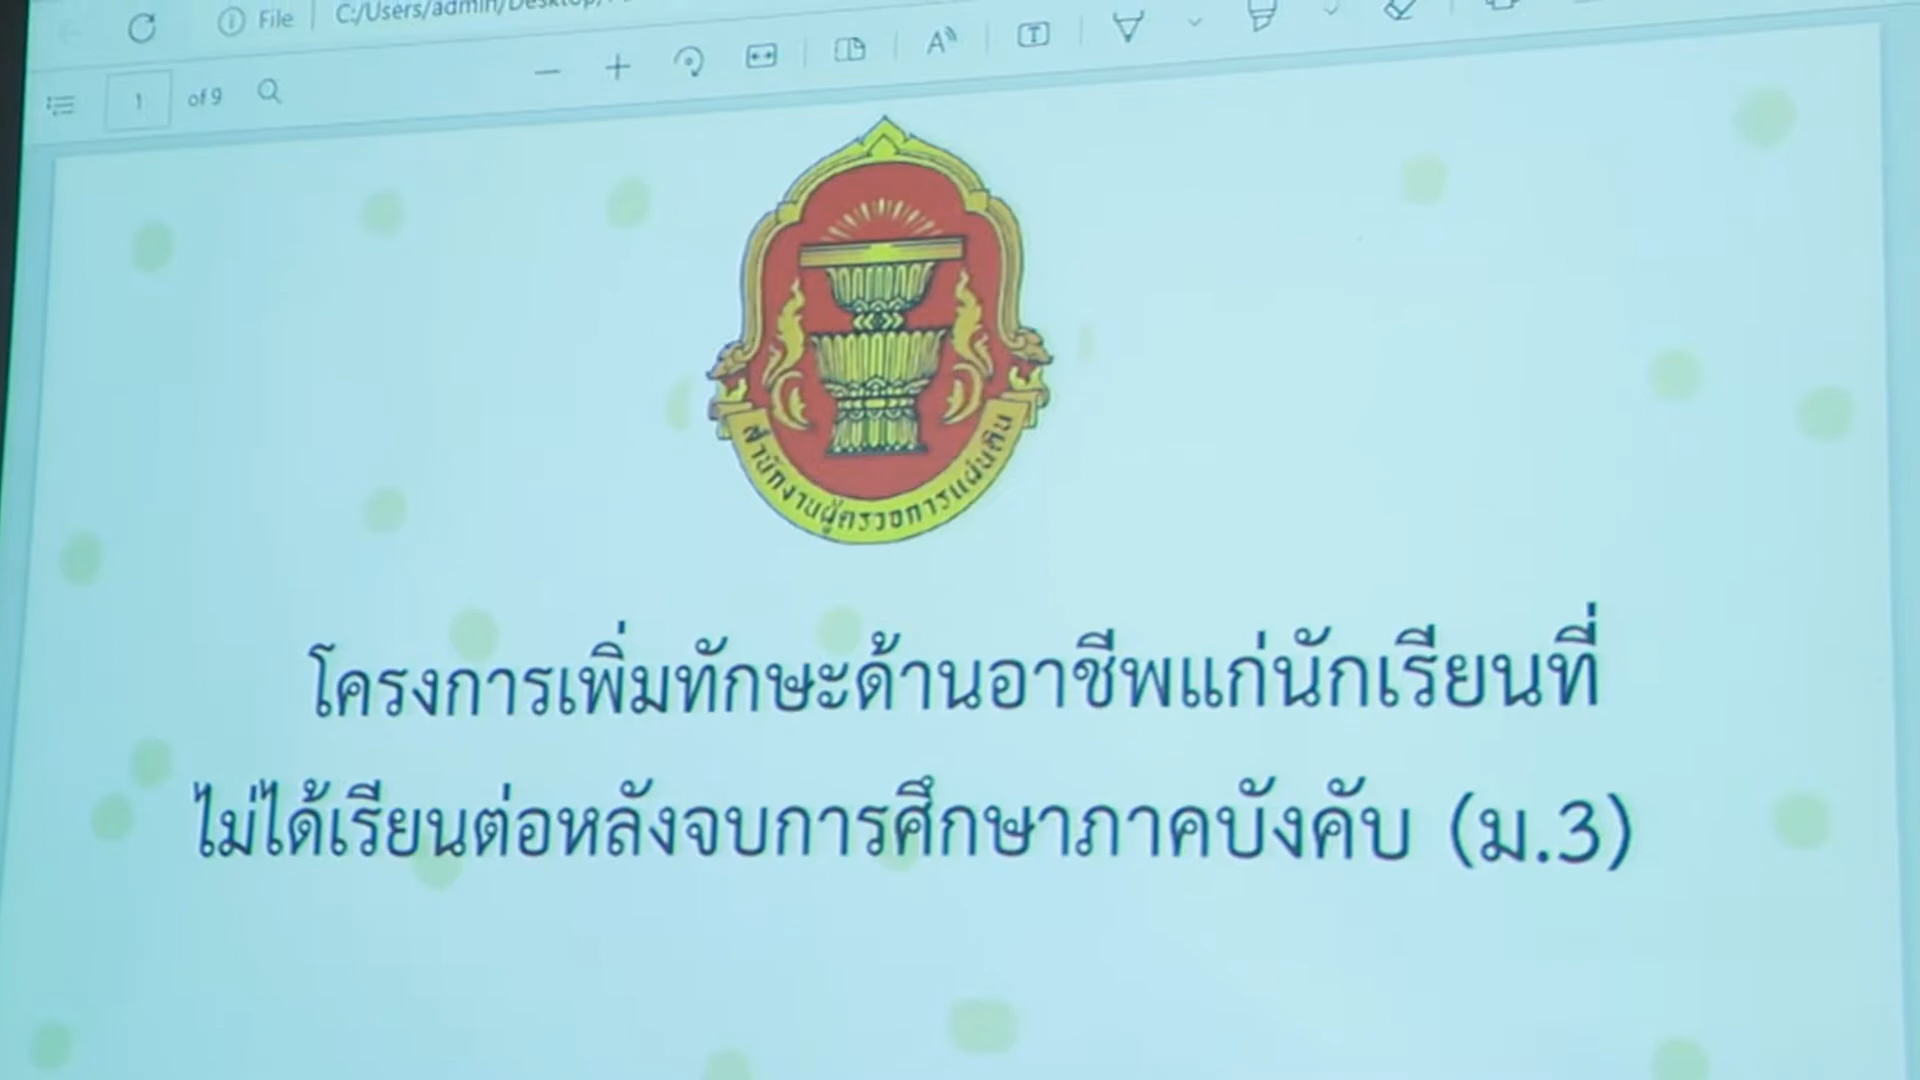 File
C:/Users/admin/Desktop/
1 of 9
สำนักงานผู้ตรวจการแผ่นดิน
โครงการเพิ่มทักษะด้านอาชีพแก่นักเรียนที่
ไม่ได้เรียนต่อหลังจบการศึกษาภาคบังคับ (ม.3)